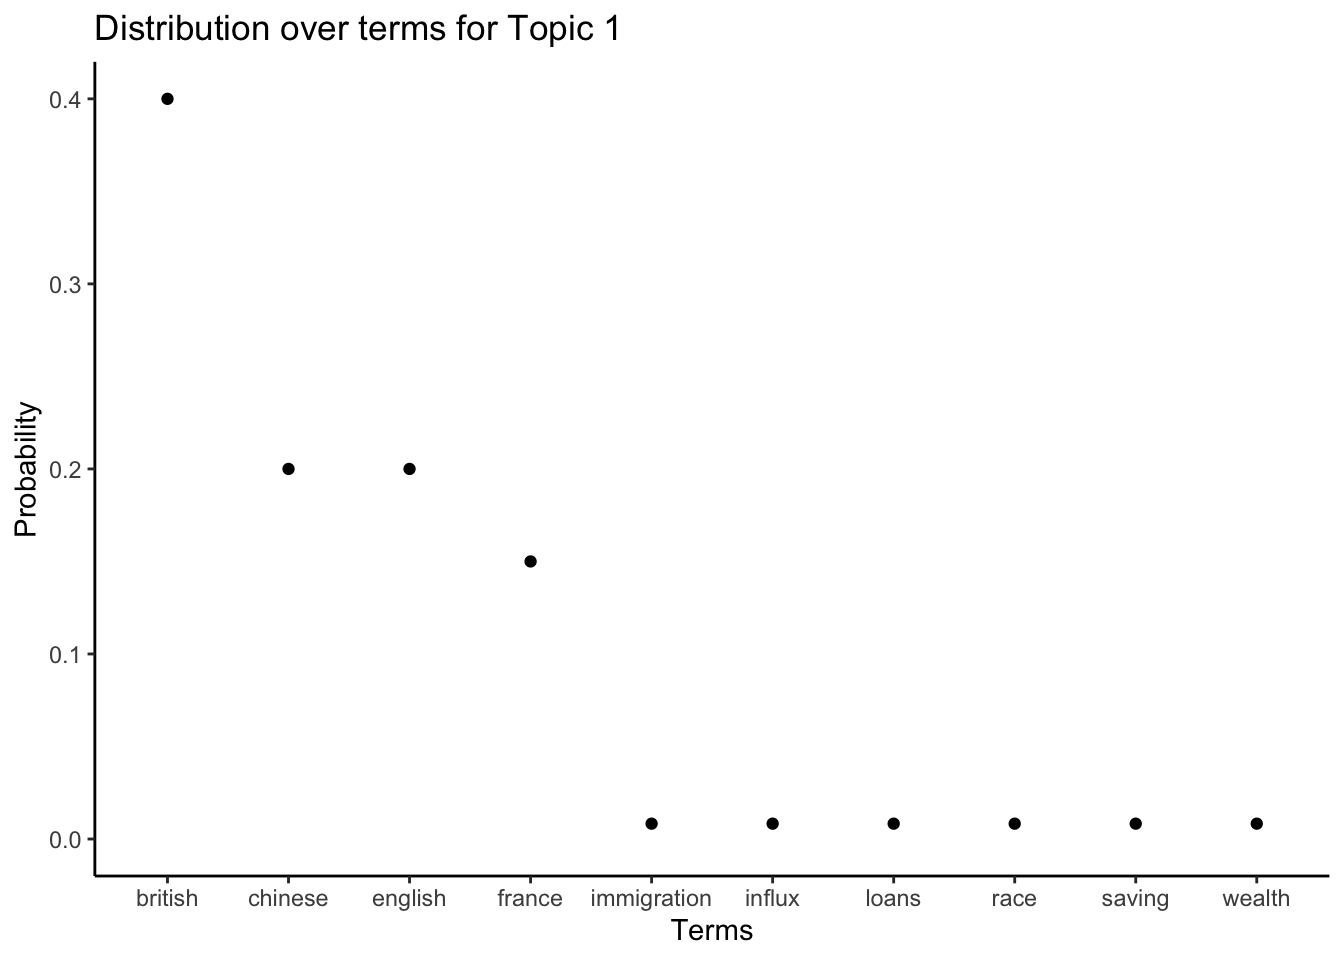 Distribution over terms for Topic 1
Probability
0.4
0.3
0.2
0.1
0.0
british chinese english france immigration influx loans race saving wealth
Terms